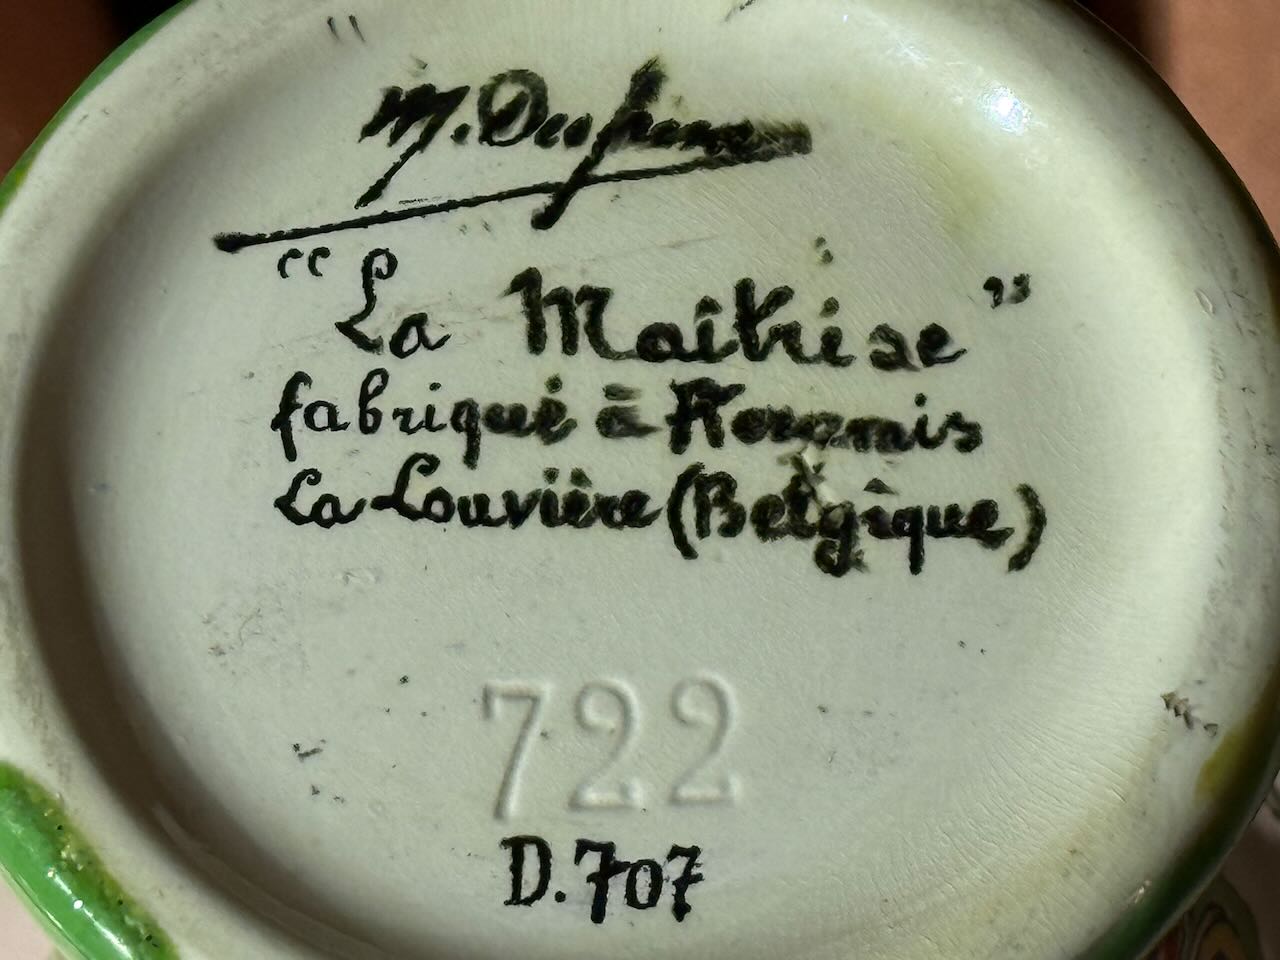 M. Dufrene
"La Maîtrise"
fabriqué à Keramis
La Louvière (Belgique)
722
D.707